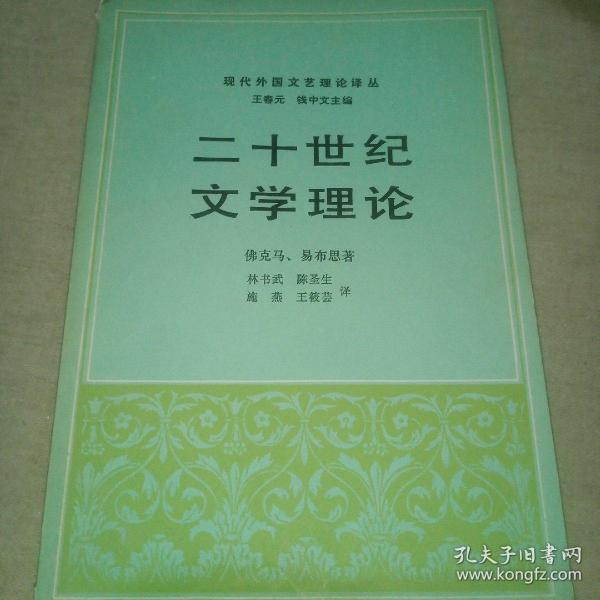 现代外国文艺理论译丛
王春元 钱中文主编
二十世纪
文学理论
佛克马、易布思著
林书武 陈圣生
施燕 王筱芸 译
孔夫子旧书网
www.kongfz.com